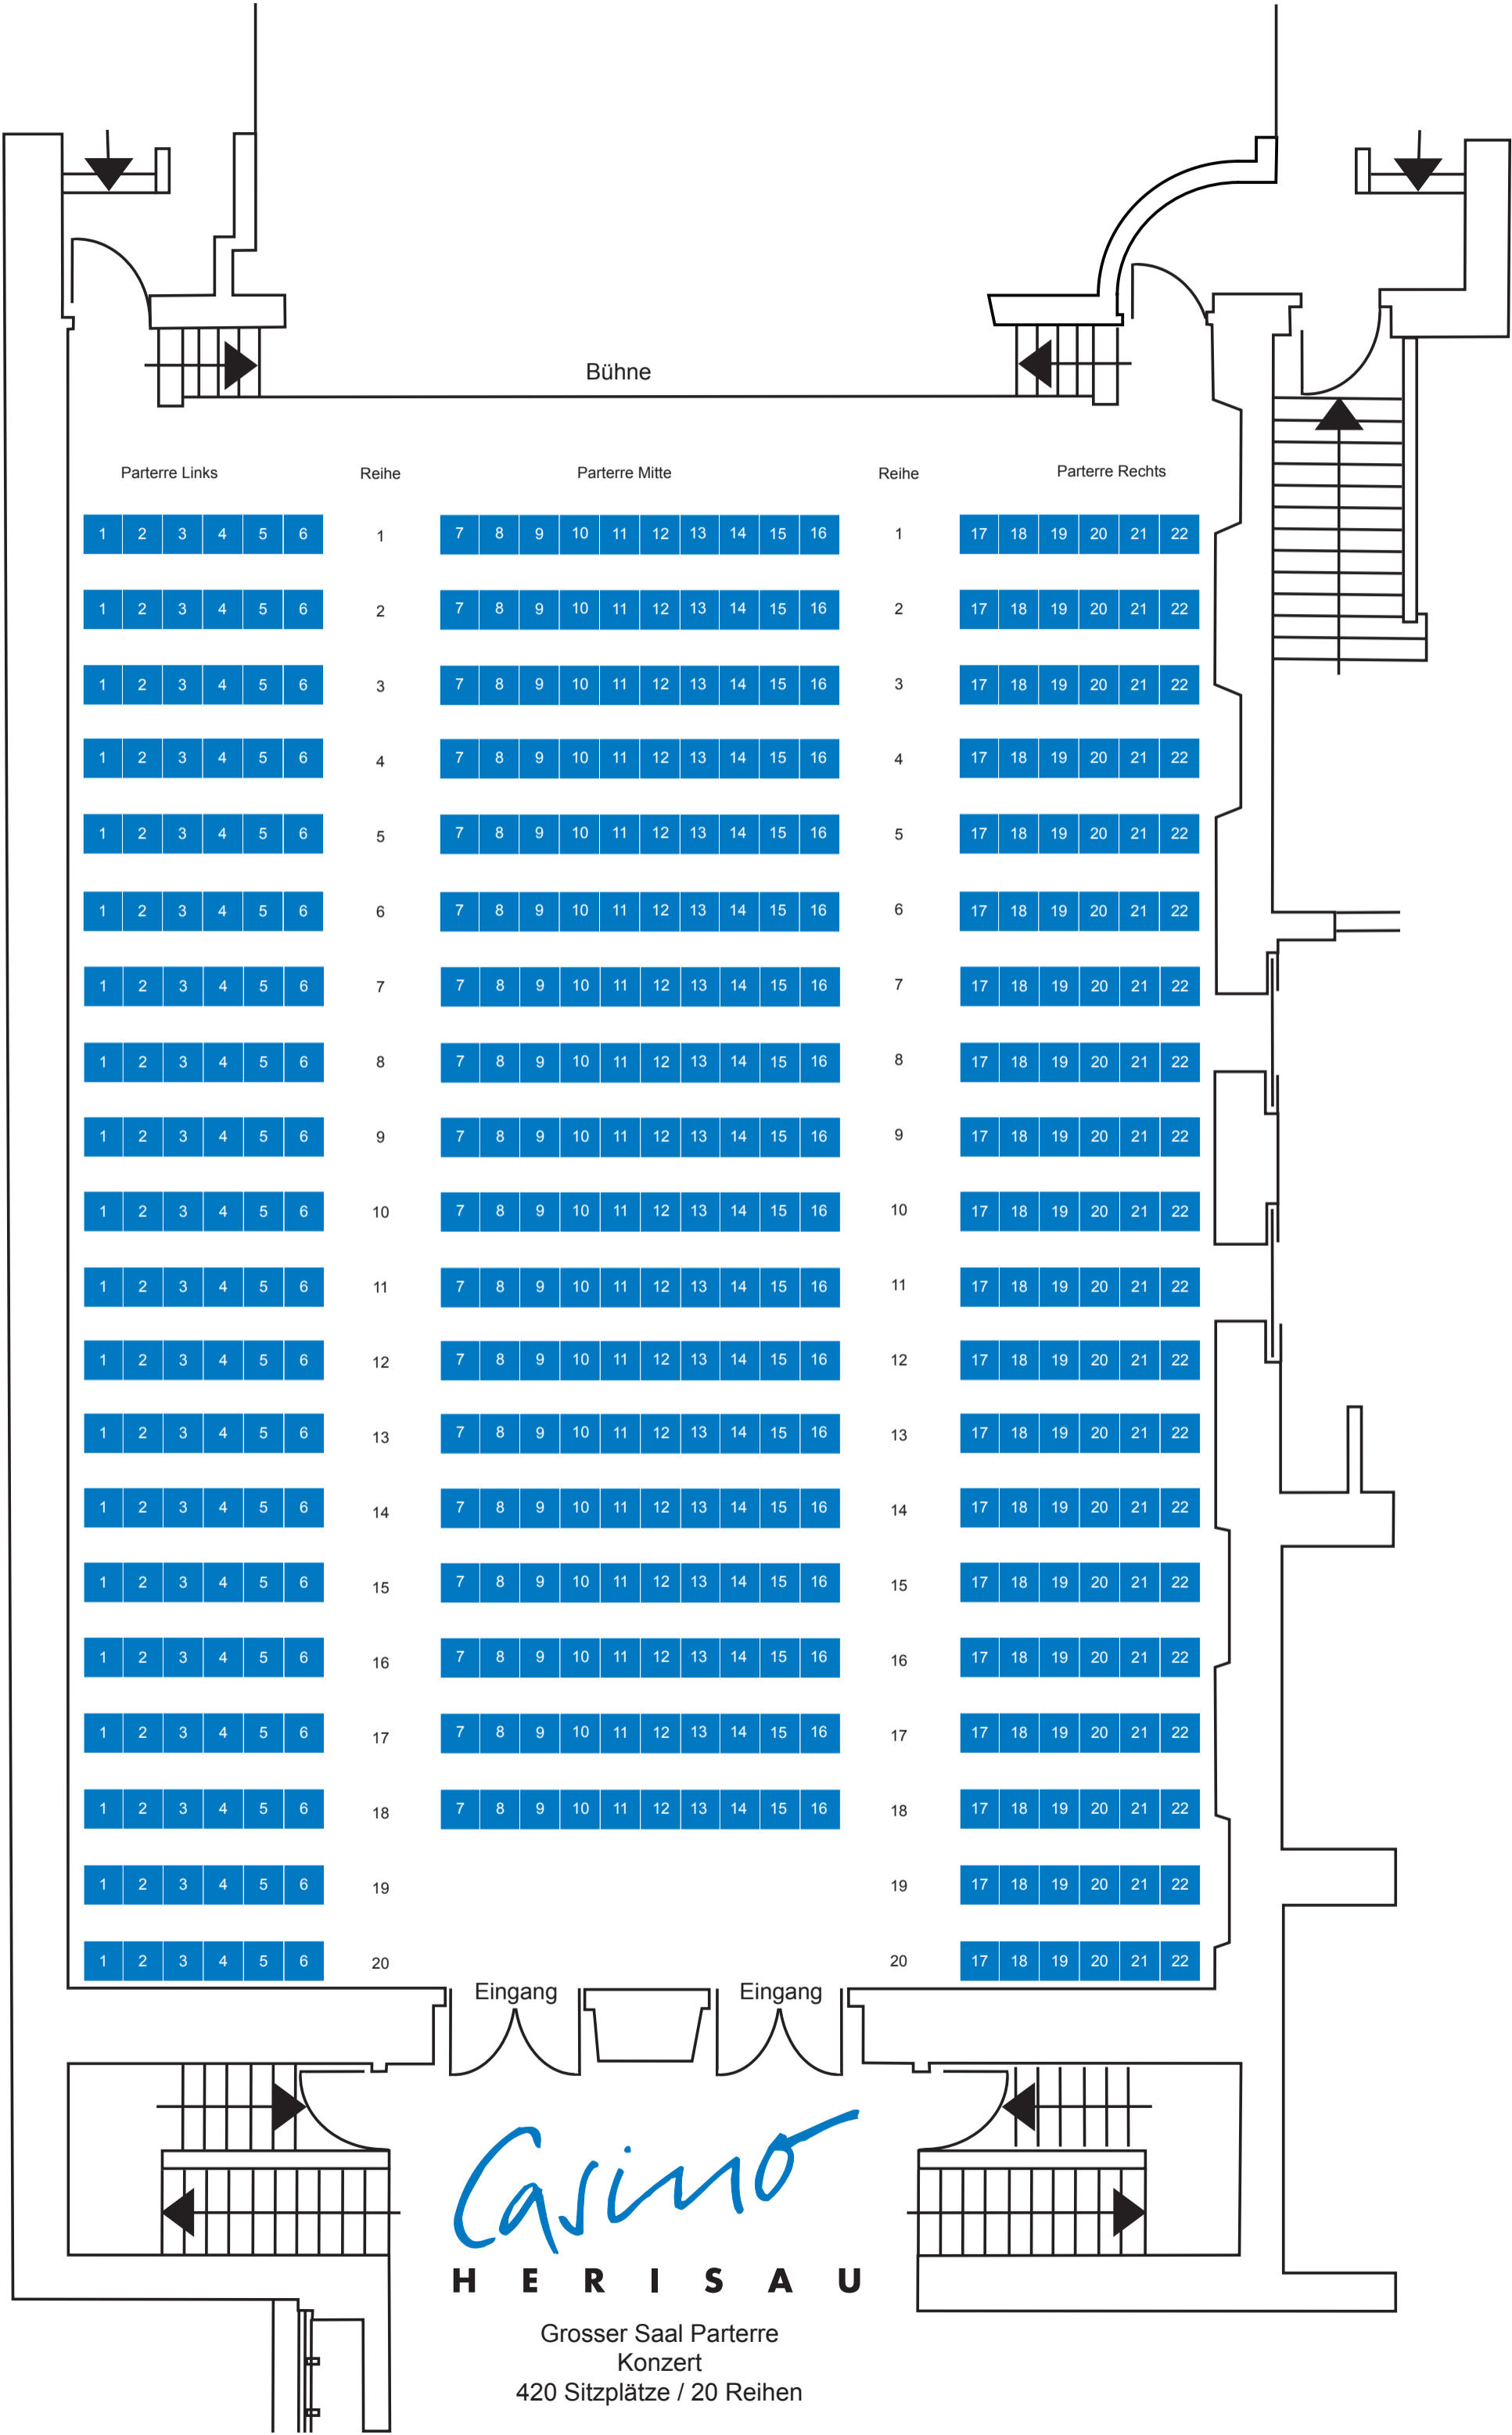 Bühne
Parterre Links Reihe Parterre Mitte Reihe Parterre Rechts
1 2 3 4 5 6 1 7 8 9 10 11 12 13 14 15 16 1 17 18 19 20 21 22
1 2 3 4 5 6 2 7 8 9 10 11 12 13 14 15 16 2 17 18 19 20 21 22
1 2 3 4 5 6 3 7 8 9 10 11 12 13 14 15 16 3 17 18 19 20 21 22
1 2 3 4 5 6 4 7 8 9 10 11 12 13 14 15 16 4 17 18 19 20 21 22
1 2 3 4 5 6 5 7 8 9 10 11 12 13 14 15 16 5 17 18 19 20 21 22
1 2 3 4 5 6 6 7 8 9 10 11 12 13 14 15 16 6 17 18 19 20 21 22
1 2 3 4 5 6 7 7 8 9 10 11 12 13 14 15 16 7 17 18 19 20 21 22
1 2 3 4 5 6 8 7 8 9 10 11 12 13 14 15 16 8 17 18 19 20 21 22
1 2 3 4 5 6 9 7 8 9 10 11 12 13 14 15 16 9 17 18 19 20 21 22
1 2 3 4 5 6 10 7 8 9 10 11 12 13 14 15 16 10 17 18 19 20 21 22
1 2 3 4 5 6 11 7 8 9 10 11 12 13 14 15 16 11 17 18 19 20 21 22
1 2 3 4 5 6 12 7 8 9 10 11 12 13 14 15 16 12 17 18 19 20 21 22
1 2 3 4 5 6 13 7 8 9 10 11 12 13 14 15 16 13 17 18 19 20 21 22
1 2 3 4 5 6 14 7 8 9 10 11 12 13 14 15 16 14 17 18 19 20 21 22
1 2 3 4 5 6 15 7 8 9 10 11 12 13 14 15 16 15 17 18 19 20 21 22
1 2 3 4 5 6 16 7 8 9 10 11 12 13 14 15 16 16 17 18 19 20 21 22
1 2 3 4 5 6 17 7 8 9 10 11 12 13 14 15 16 17 17 18 19 20 21 22
1 2 3 4 5 6 18 7 8 9 10 11 12 13 14 15 16 18 17 18 19 20 21 22
1 2 3 4 5 6 19 19 17 18 19 20 21 22
1 2 3 4 5 6 20 20 17 18 19 20 21 22
Eingang Eingang
Casino
HERISAU
Grosser Saal Parterre
Konzert
420 Sitzplätze / 20 Reihen